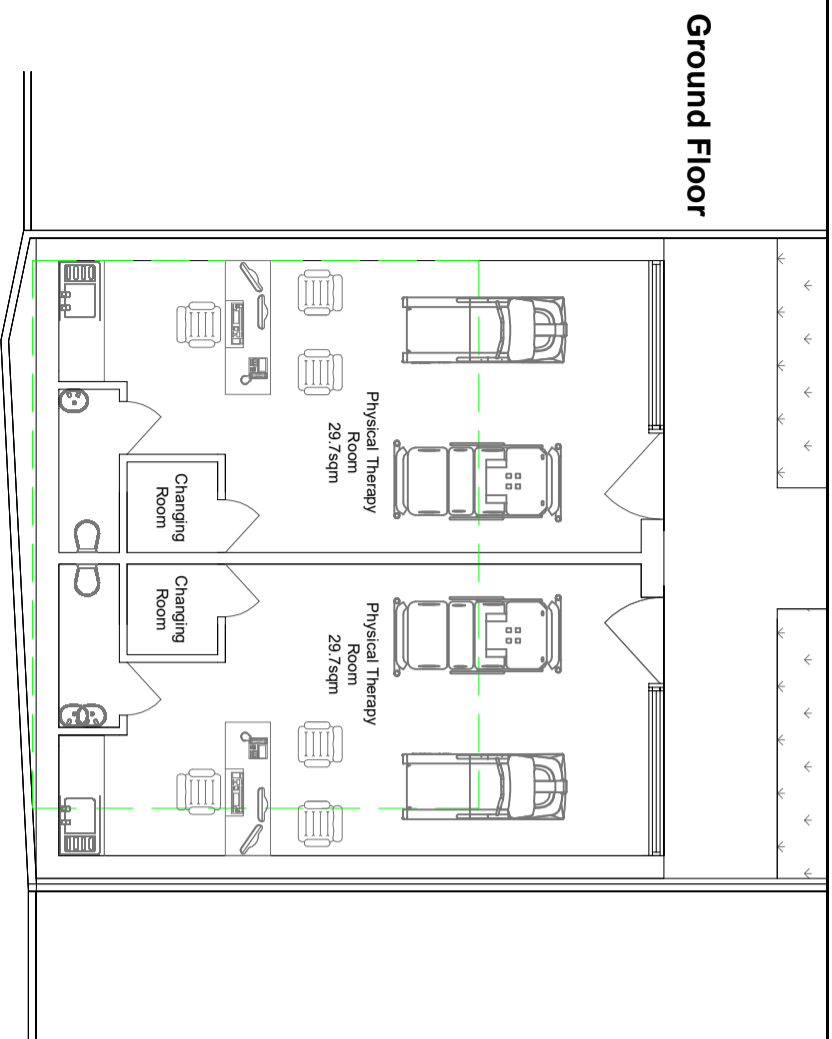 Ground Floor
Physical Therapy
Room
29.7sqm
Changing
Room
Changing
Room
Physical Therapy
Room
29.7sqm